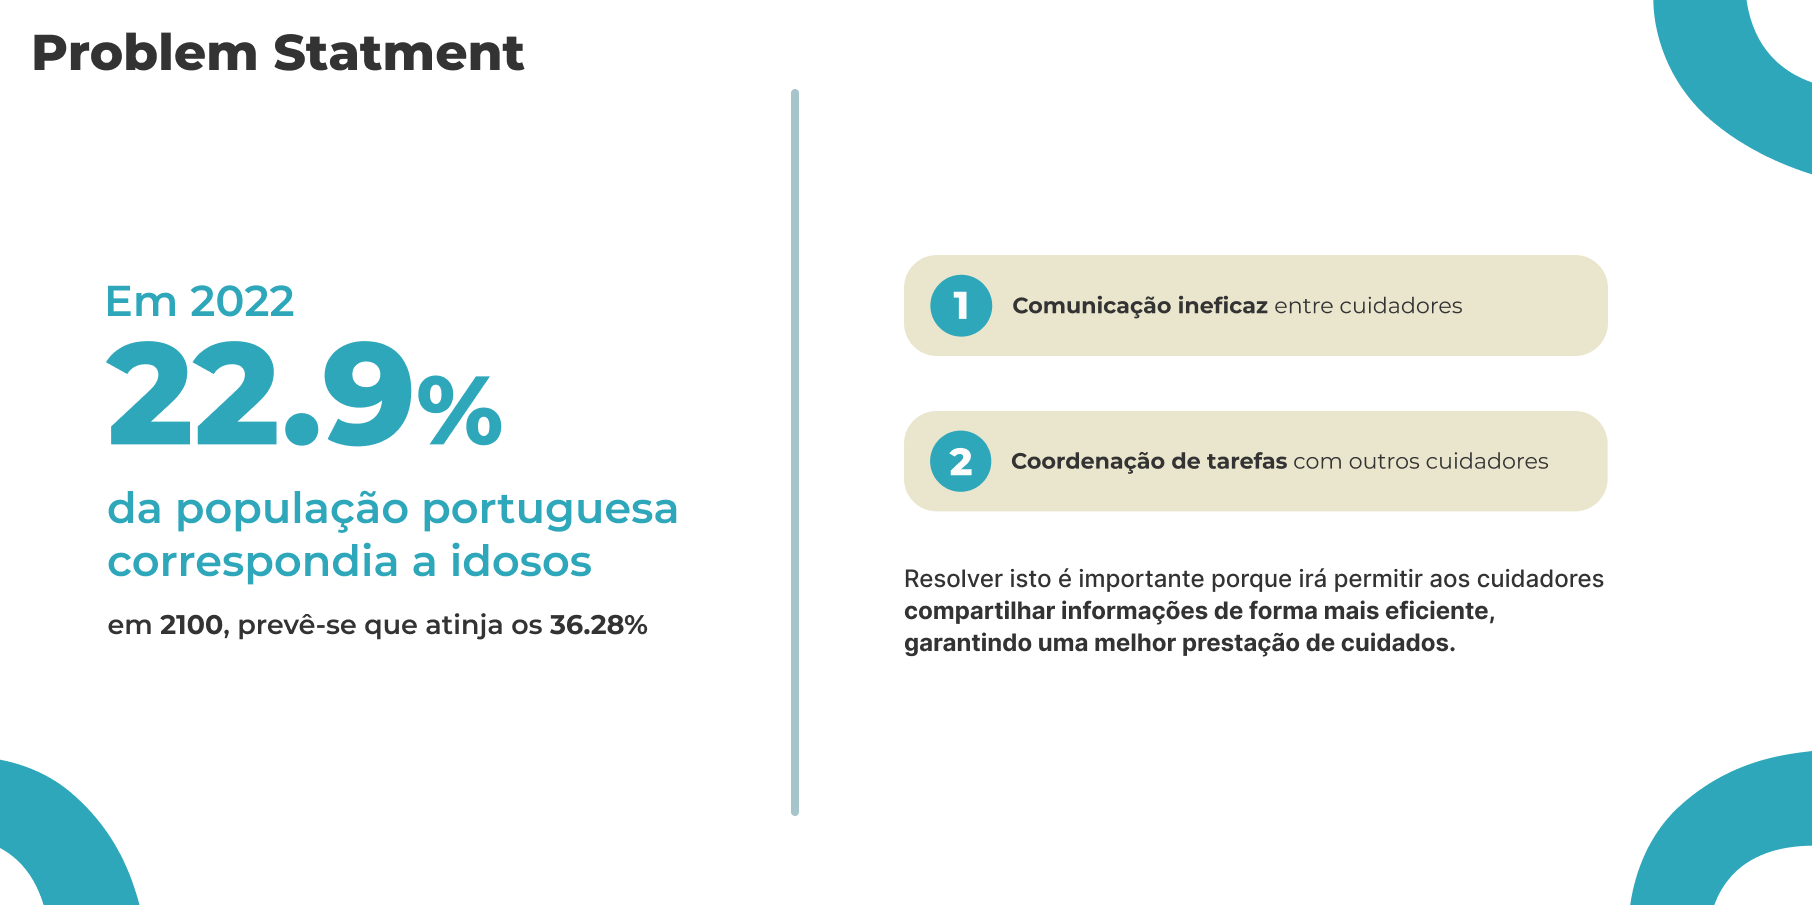 Problem Statment
Em 2022
22.9%
da população portuguesa
correspondia a idosos
em 2100, prevê-se que atinja os 36.28%
1 Comunicação ineficaz entre cuidadores
2 Coordenação de tarefas com outros cuidadores
Resolver isto é importante porque irá permitir aos cuidadores
compartilhar informações de forma mais eficiente,
garantindo uma melhor prestação de cuidados.